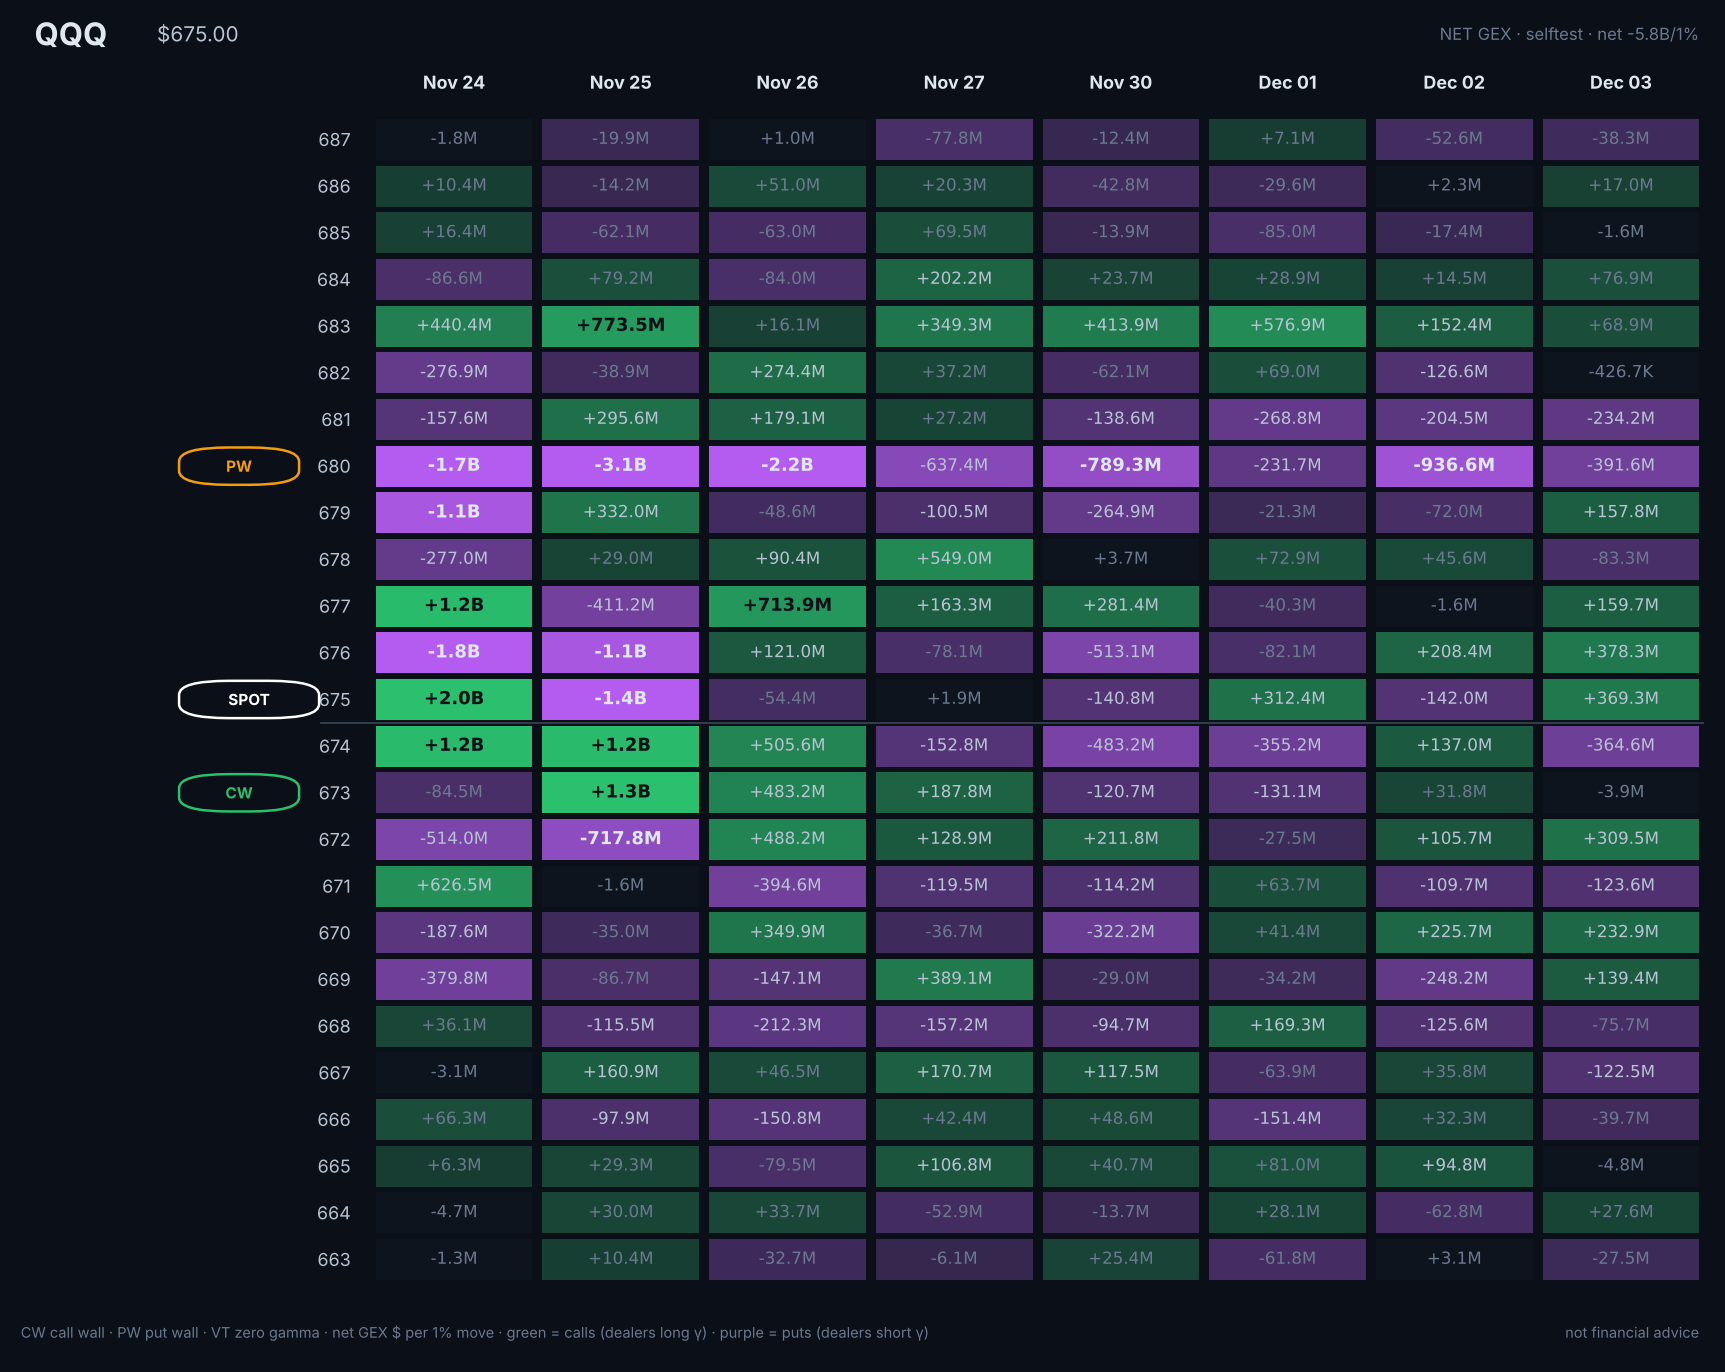 QQQ $675.00 NET GEX · selftest · net -5.8B/1%
Nov 24 Nov 25 Nov 26 Nov 27 Nov 30 Dec 01 Dec 02 Dec 03
687 -1.8M -19.9M +1.0M -77.8M -12.4M +7.1M -52.6M -38.3M
686 +10.4M -14.2M +51.0M +20.3M -42.8M -29.6M +2.3M +17.0M
685 +16.4M -62.1M -63.0M +69.5M -13.9M -85.0M -17.4M -1.6M
684 -86.6M +79.2M -84.0M +202.2M +23.7M +28.9M +14.5M +76.9M
683 +440.4M +773.5M +16.1M +349.3M +413.9M +576.9M +152.4M +68.9M
682 -276.9M -38.9M +274.4M +37.2M -62.1M +69.0M -126.6M -426.7K
681 -157.6M +295.6M +179.1M +27.2M -138.6M -268.8M -204.5M -234.2M
PW 680 -1.7B -3.1B -2.2B -637.4M -789.3M -231.7M -936.6M -391.6M
679 -1.1B +332.0M -48.6M -100.5M -264.9M -21.3M -72.0M +157.8M
678 -277.0M +29.0M +90.4M +549.0M +3.7M +72.9M +45.6M -83.3M
677 +1.2B -411.2M +713.9M +163.3M +281.4M -40.3M -1.6M +159.7M
676 -1.8B -1.1B +121.0M -78.1M -513.1M -82.1M +208.4M +378.3M
SPOT 675 +2.0B -1.4B -54.4M +1.9M -140.8M +312.4M -142.0M +369.3M
674 +1.2B +1.2B +505.6M -152.8M -483.2M -355.2M +137.0M -364.6M
CW 673 -84.5M +1.3B +483.2M +187.8M -120.7M -131.1M +31.8M -3.9M
672 -514.0M -717.8M +488.2M +128.9M +211.8M -27.5M +105.7M +309.5M
671 +626.5M -1.6M -394.6M -119.5M -114.2M +63.7M -109.7M -123.6M
670 -187.6M -35.0M +349.9M -36.7M -322.2M +41.4M +225.7M +232.9M
669 -379.8M -86.7M -147.1M +389.1M -29.0M -34.2M -248.2M +139.4M
668 +36.1M -115.5M -212.3M -157.2M -94.7M +169.3M -125.6M -75.7M
667 -3.1M +160.9M +46.5M +170.7M +117.5M -63.9M +35.8M -122.5M
666 +66.3M -97.9M -150.8M +42.4M +48.6M -151.4M +32.3M -39.7M
665 +6.3M +29.3M -79.5M +106.8M +40.7M +81.0M +94.8M -4.8M
664 -4.7M +30.0M +33.7M -52.9M -13.7M +28.1M -62.8M +27.6M
663 -1.3M +10.4M -32.7M -6.1M +25.4M -61.8M +3.1M -27.5M
CW call wall · PW put wall · VT zero gamma · net GEX $ per 1% move · green = calls (dealers long γ) · purple = puts (dealers short γ) not financial advice